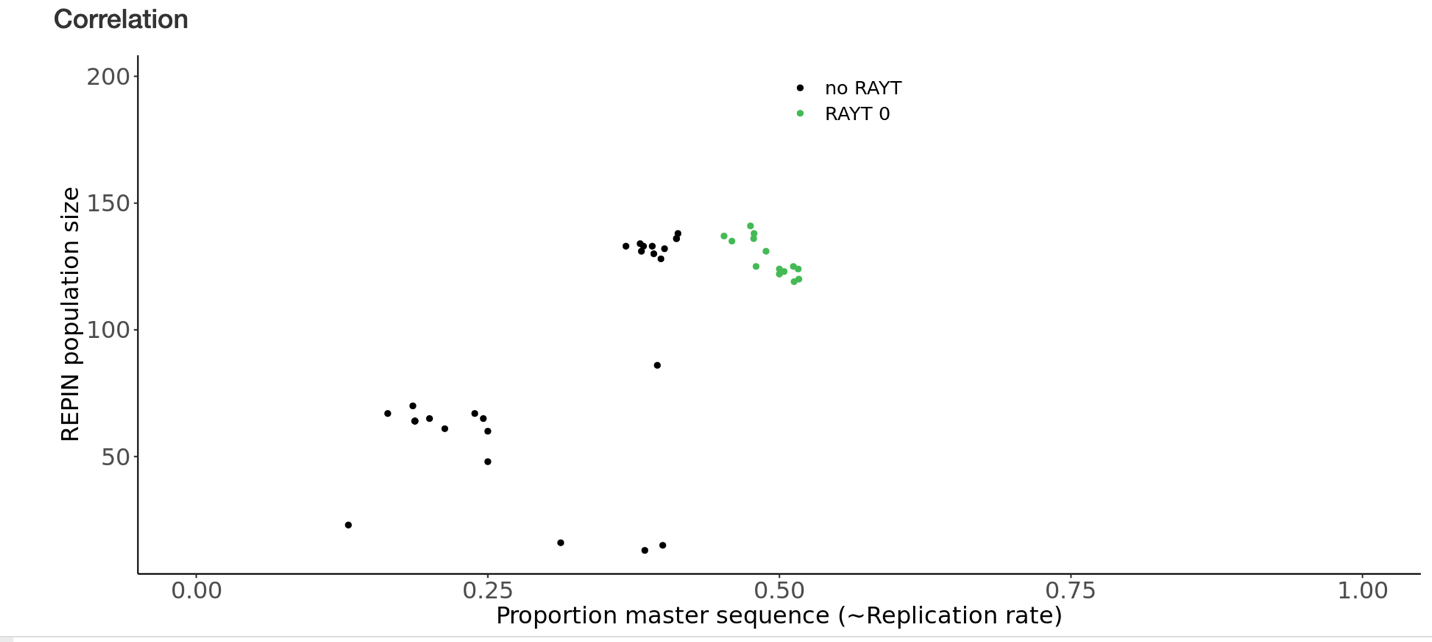 Correlation
200
no RAYT
RAYT 0
150
REPIN population size
100
50
0.00 0.25 0.50 0.75 1.00
Proportion master sequence (~Replication rate)